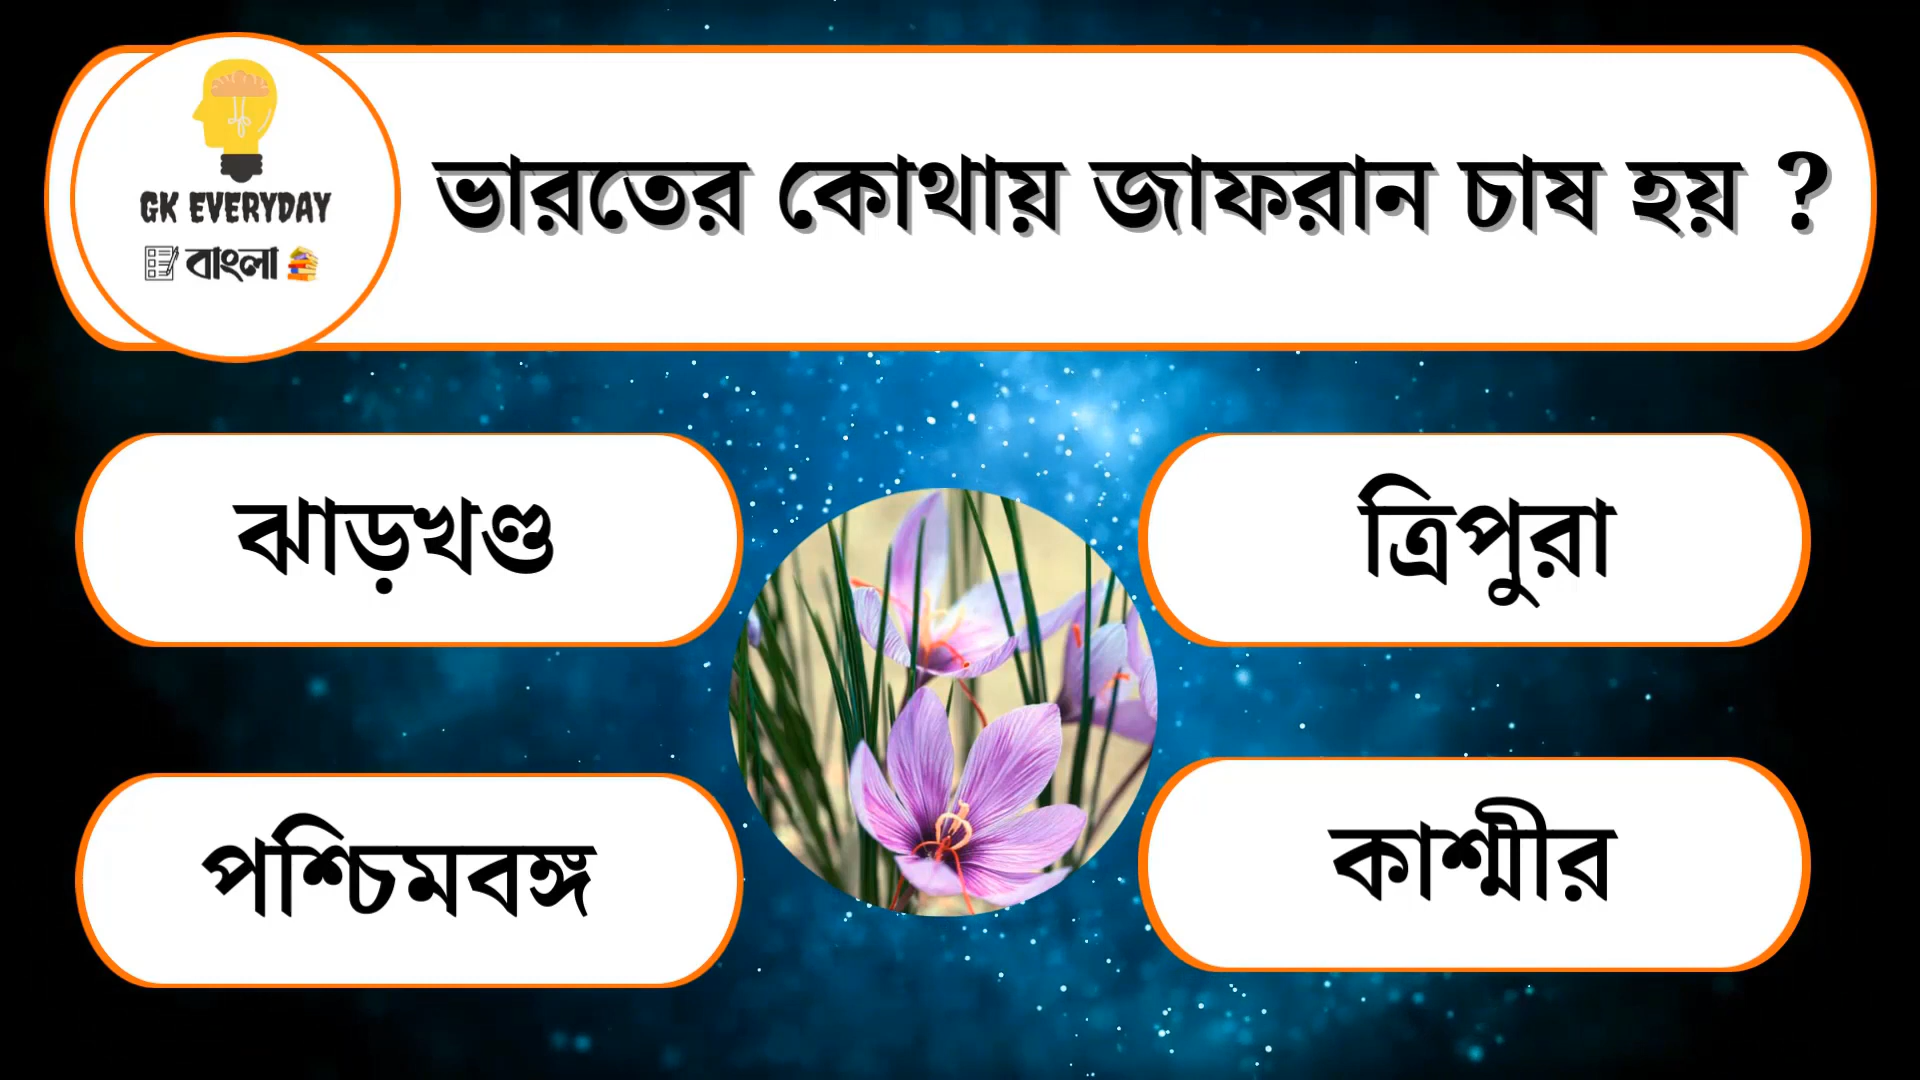 GK EVERYDAY
বাংলা
ভারতের কোথায় জাফরান চাষ হয় ?
ঝাড়খণ্ড
ত্রিপুরা
পশ্চিমবঙ্গ
কাশ্মীর